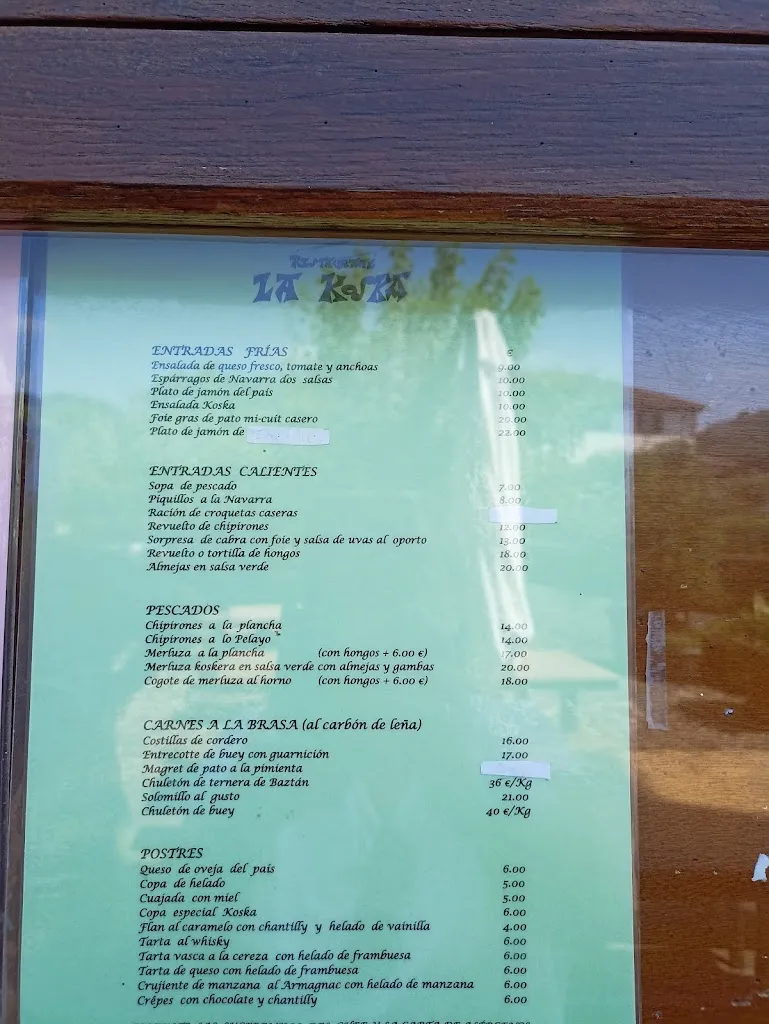 RESTAURANTE
LA KOSKA
ENTRADAS FRÍAS €
Ensalada de queso fresco, tomate y anchoas 9.00
Espárragos de Navarra dos salsas 10.00
Plato de jamón del país 10.00
Ensalada Koska 10.00
Foie gras de pato mi-cuit casero 20.00
Plato de jamón de 22.00
ENTRADAS CALIENTES
Sopa de pescado 7.00
Piquillos a la Navarra 8.00
Ración de croquetas caseras
Revuelto de chipirones 12.00
Sorpresa de cabra con foie y salsa de uvas al oporto 13.00
Revuelto o tortilla de hongos 18.00
Almejas en salsa verde 20.00
PESCADOS
Chipirones a la plancha 14.00
Chipirones a lo Pelayo 14.00
Merluza a la plancha (con hongos + 6.00 €) 17.00
Merluza koskera en salsa verde con almejas y gambas 20.00
Cogote de merluza al horno (con hongos + 6.00 €) 18.00
CARNES A LA BRASA (al carbón de leña)
Costillas de cordero 16.00
Entrecotte de buey con guarnición 17.00
Magret de pato a la pimienta
Chuletón de ternera de Baztán 36 €/Kg
Solomillo al gusto 21.00
Chuletón de buey 40 €/Kg
POSTRES
Queso de oveja del país 6.00
Copa de helado 5.00
Cuajada con miel 5.00
Copa especial Koska 6.00
Flan al caramelo con chantilly y helado de vainilla 4.00
Tarta al whisky 6.00
Tarta vasca a la cereza con helado de frambuesa 6.00
Tarta de queso con helado de frambuesa 6.00
Crujiente de manzana al Armagnac con helado de manzana 6.00
Crêpes con chocolate y chantilly 6.00